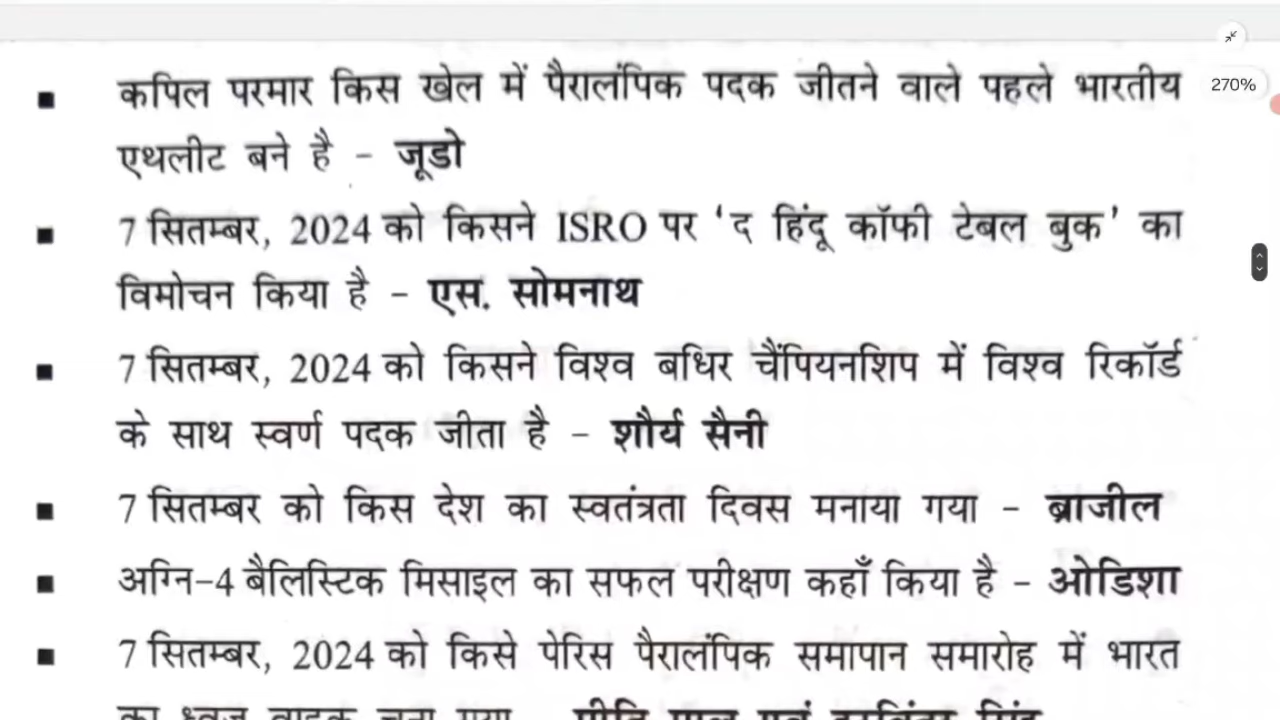 270%
■ कपिल परमार किस खेल में पैरालंपिक पदक जीतने वाले पहले भारतीय
एथलीट बने है - जूडो
■ 7 सितम्बर, 2024 को किसने ISRO पर ‘द हिंदू कॉफी टेबल बुक’ का
विमोचन किया है - एस. सोमनाथ
■ 7 सितम्बर, 2024 को किसने विश्व बधिर चैंपियनशिप में विश्व रिकॉर्ड
के साथ स्वर्ण पदक जीता है - शौर्य सैनी
■ 7 सितम्बर को किस देश का स्वतंत्रता दिवस मनाया गया - ब्राजील
■ अग्नि-4 बैलिस्टिक मिसाइल का सफल परीक्षण कहाँ किया है - ओडिशा
■ 7 सितम्बर, 2024 को किसे पेरिस पैरालंपिक समापान समारोह में भारत